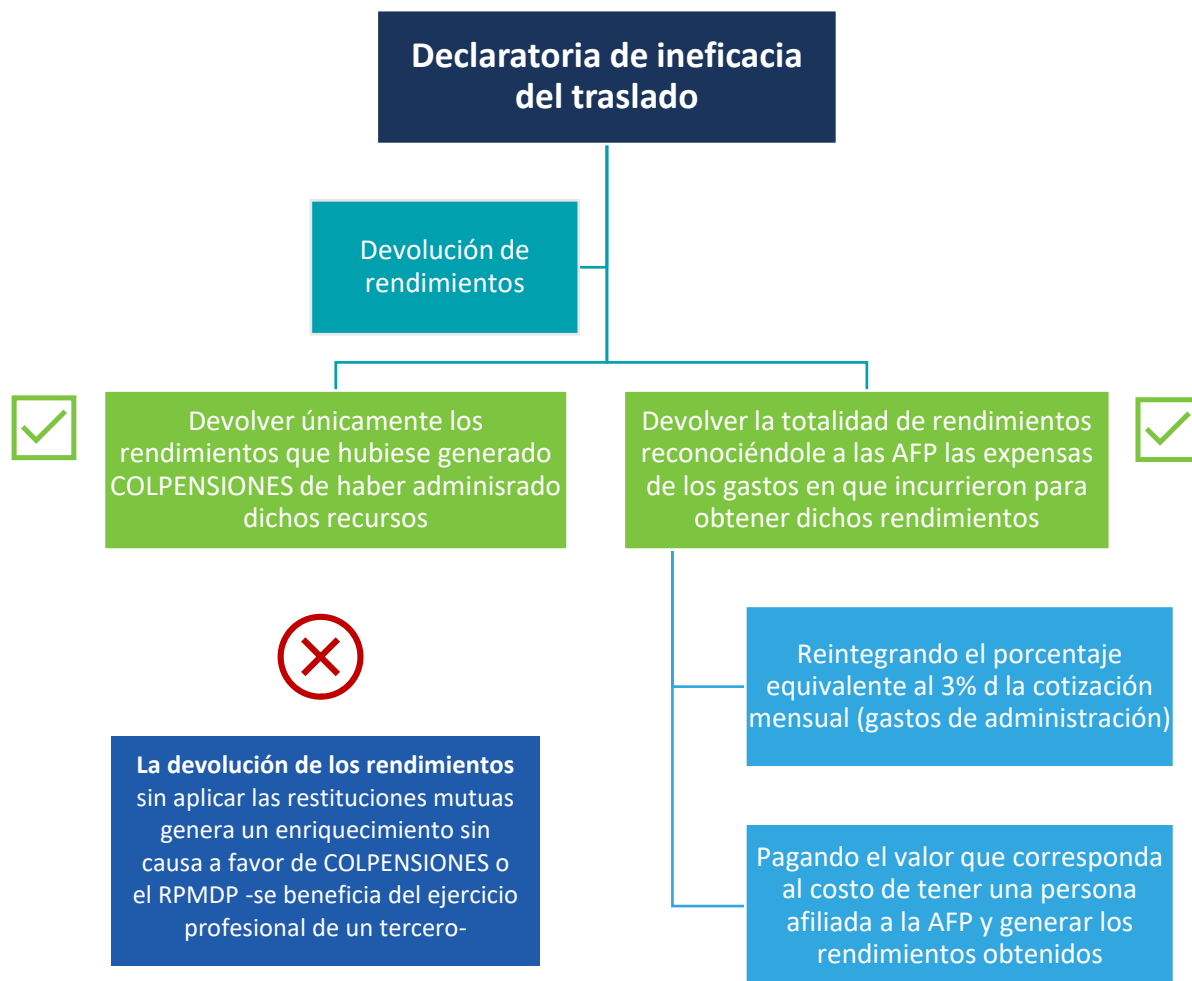 Declaratoria de ineficacia
del traslado
Devolución de
rendimientos
Devolver únicamente los
rendimientos que hubiese generado
COLPENSIONES de haber adminisrado
dichos recursos
Devolver la totalidad de rendimientos
reconociéndole a las AFP las expensas
de los gastos en que incurrieron para
obtener dichos rendimientos
La devolución de los rendimientos
sin aplicar las restituciones mutuas
genera un enriquecimiento sin
causa a favor de COLPENSIONES o
el RPMDP -se beneficia del ejercicio
profesional de un tercero-
Reintegrando el porcentaje
equivalente al 3% d la cotización
mensual (gastos de administración)
Pagando el valor que corresponda
al costo de tener una persona
afiliada a la AFP y generar los
rendimientos obtenidos